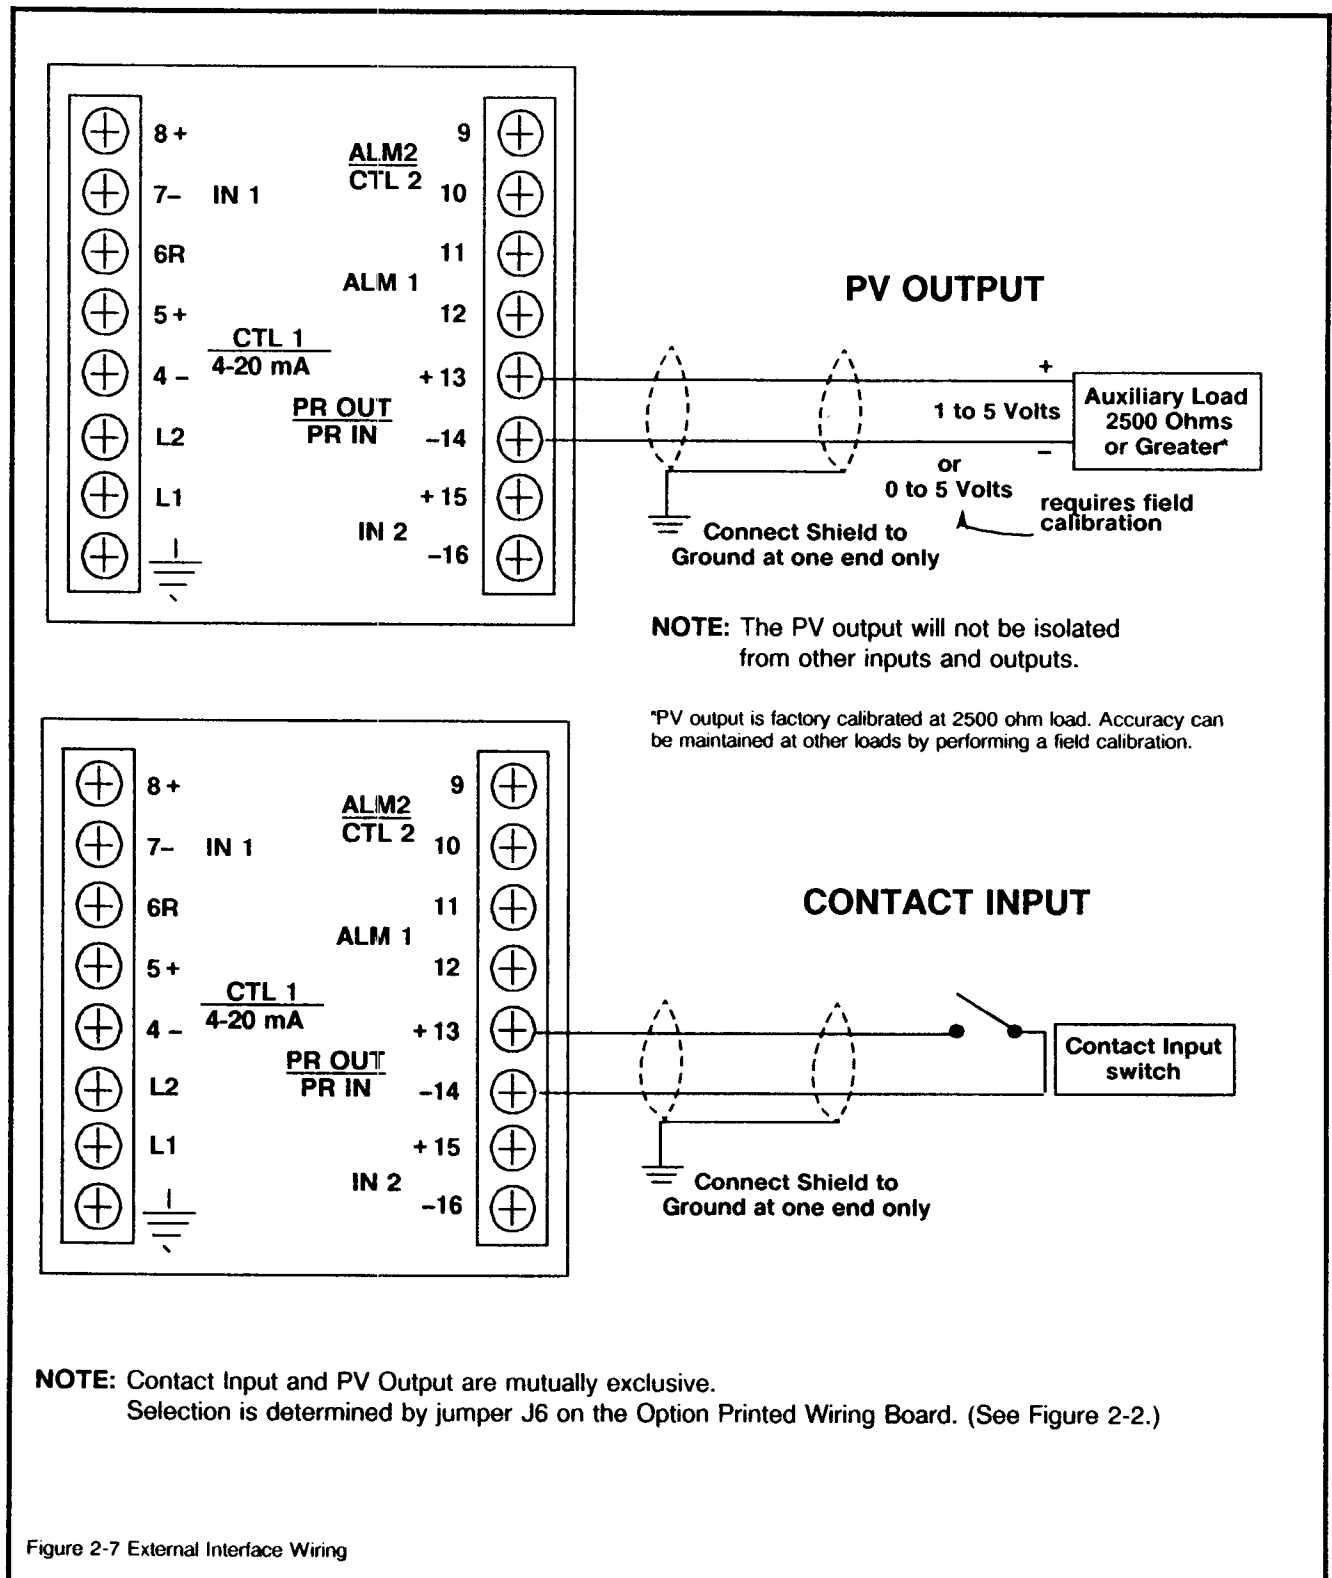 8 +
7– IN 1
6R
5 +
CTL 1
4-20 mA
4 –
L2
L1
9
ALM2
CTL 2
10
11
ALM 1
12
+ 13
PR OUT
PR IN
–14
+ 15
IN 2
–16
PV OUTPUT
+
1 to 5 Volts
–
or
0 to 5 Volts
requires field
calibration
Auxiliary Load
2500 Ohms
or Greater*
Connect Shield to
Ground at one end only
NOTE: The PV output will not be isolated
from other inputs and outputs.
*PV output is factory calibrated at 2500 ohm load. Accuracy can
be maintained at other loads by performing a field calibration.
8 +
7– IN 1
6R
5 +
CTL 1
4-20 mA
4 –
L2
L1
9
ALM2
CTL 2
10
11
ALM 1
12
+ 13
PR OUT
PR IN
–14
+ 15
IN 2
–16
CONTACT INPUT
Contact Input
switch
Connect Shield to
Ground at one end only
NOTE: Contact Input and PV Output are mutually exclusive.
Selection is determined by jumper J6 on the Option Printed Wiring Board. (See Figure 2-2.)
Figure 2-7 External Interface Wiring